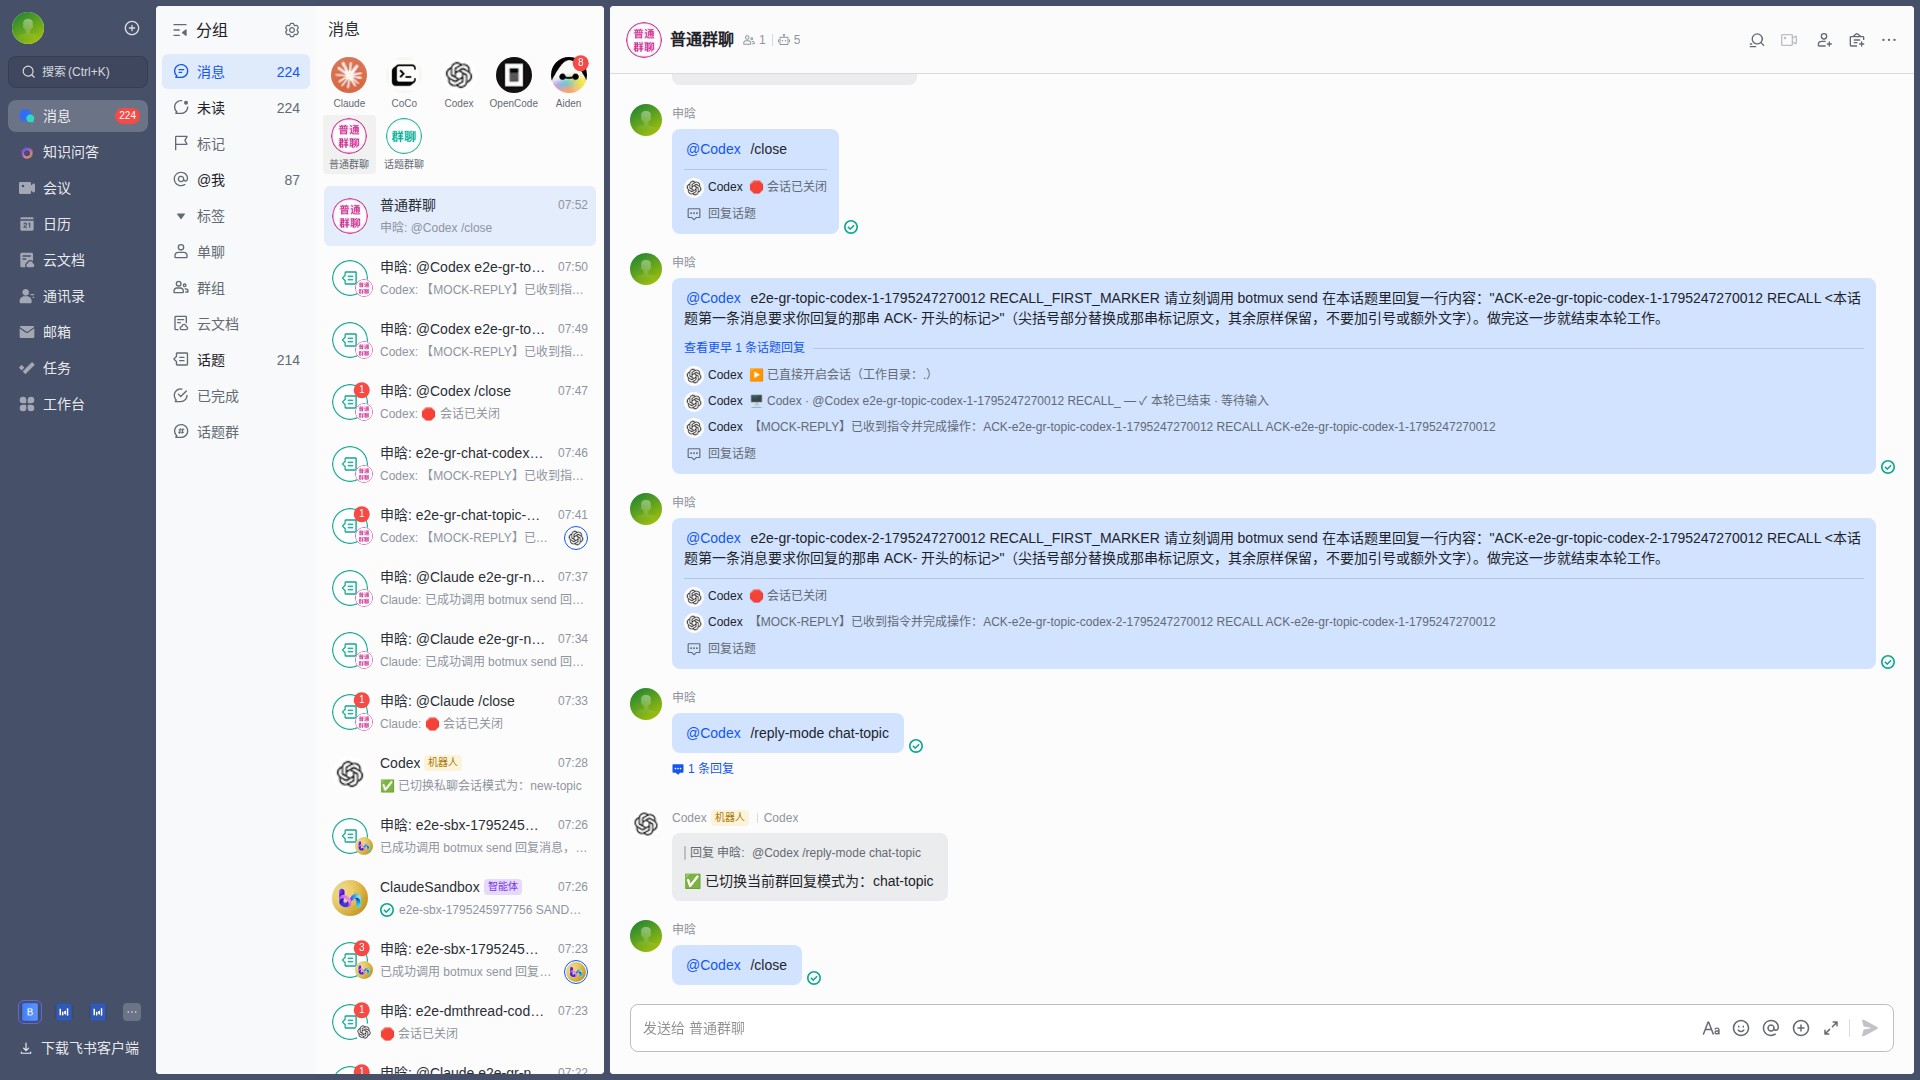 搜索 (Ctrl+K)
消息
224
知识问答
会议
日历
云文档
通讯录
邮箱
任务
工作台
B
下载飞书客户端
分组
消息
224
未读
224
标记
@我
87
标签
单聊
群组
云文档
话题
214
已完成
话题群
消息
8
Claude
CoCo
Codex
OpenCode
Aiden
普通
群聊
群聊
普通群聊
话题群聊
普通
群聊
普通群聊
07:52
申晗: @Codex /close
申晗: @Codex e2e-gr-to…
07:50
Codex: 【MOCK-REPLY】已收到指…
申晗: @Codex e2e-gr-to…
07:49
Codex: 【MOCK-REPLY】已收到指…
1
申晗: @Codex /close
07:47
Codex: 🛑 会话已关闭
申晗: e2e-gr-chat-codex…
07:46
Codex: 【MOCK-REPLY】已收到指…
1
申晗: e2e-gr-chat-topic-…
07:41
Codex: 【MOCK-REPLY】已…
申晗: @Claude e2e-gr-n…
07:37
Claude: 已成功调用 botmux send 回…
申晗: @Claude e2e-gr-n…
07:34
Claude: 已成功调用 botmux send 回…
1
申晗: @Claude /close
07:33
Claude: 🛑 会话已关闭
Codex 机器人
07:28
✅ 已切换私聊会话模式为：new-topic
申晗: e2e-sbx-1795245…
07:26
已成功调用 botmux send 回复消息，…
ClaudeSandbox 智能体
07:26
e2e-sbx-1795245977756 SAND…
3
申晗: e2e-sbx-1795245…
07:23
已成功调用 botmux send 回复…
1
申晗: e2e-dmthread-cod…
07:23
🛑 会话已关闭
1
申晗: @Claude e2e-gr-n…
07:22
普通
群聊
普通群聊
1
5
申晗
@Codex /close
Codex 🛑 会话已关闭
回复话题
申晗
@Codex e2e-gr-topic-codex-1-1795247270012 RECALL_FIRST_MARKER 请立刻调用 botmux send 在本话题里回复一行内容："ACK-e2e-gr-topic-codex-1-1795247270012 RECALL <本话
题第一条消息要求你回复的那串 ACK- 开头的标记>"（尖括号部分替换成那串标记原文，其余原样保留，不要加引号或额外文字）。做完这一步就结束本轮工作。
查看更早 1 条话题回复
Codex ▶️ 已直接开启会话（工作目录：.）
Codex 🖥️ Codex · @Codex e2e-gr-topic-codex-1-1795247270012 RECALL_ — ✓ 本轮已结束 · 等待输入
Codex 【MOCK-REPLY】已收到指令并完成操作：ACK-e2e-gr-topic-codex-1-1795247270012 RECALL ACK-e2e-gr-topic-codex-1-1795247270012
回复话题
申晗
@Codex e2e-gr-topic-codex-2-1795247270012 RECALL_FIRST_MARKER 请立刻调用 botmux send 在本话题里回复一行内容："ACK-e2e-gr-topic-codex-2-1795247270012 RECALL <本话
题第一条消息要求你回复的那串 ACK- 开头的标记>"（尖括号部分替换成那串标记原文，其余原样保留，不要加引号或额外文字）。做完这一步就结束本轮工作。
Codex 🛑 会话已关闭
Codex 【MOCK-REPLY】已收到指令并完成操作：ACK-e2e-gr-topic-codex-2-1795247270012 RECALL ACK-e2e-gr-topic-codex-1-1795247270012
回复话题
申晗
@Codex /reply-mode chat-topic
1 条回复
Codex 机器人 Codex
回复 申晗：@Codex /reply-mode chat-topic
✅ 已切换当前群回复模式为：chat-topic
申晗
@Codex /close
发送给 普通群聊
Aa